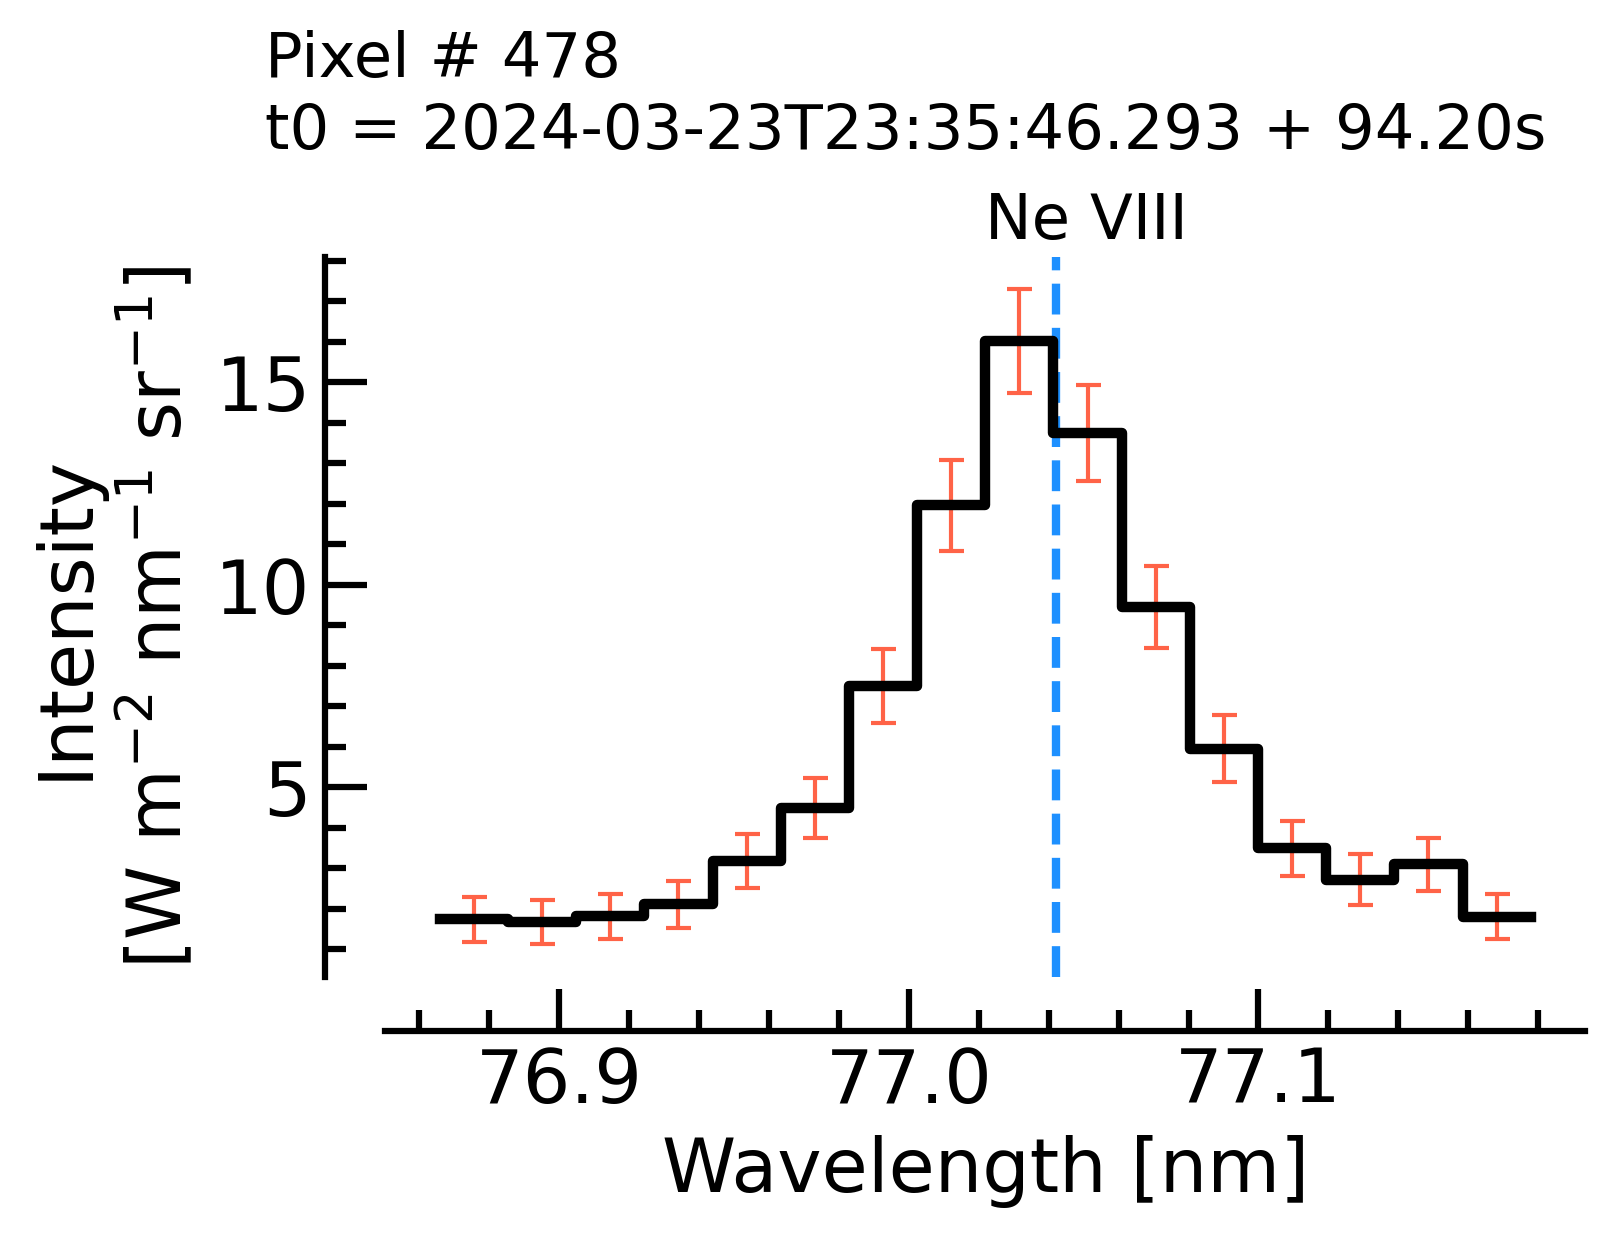 Pixel # 478
t0 = 2024-03-23T23:35:46.293 + 94.20s
Ne VIII
Intensity
[W m⁻² nm⁻¹ sr⁻¹]
15
10
5
76.9 77.0 77.1
Wavelength [nm]